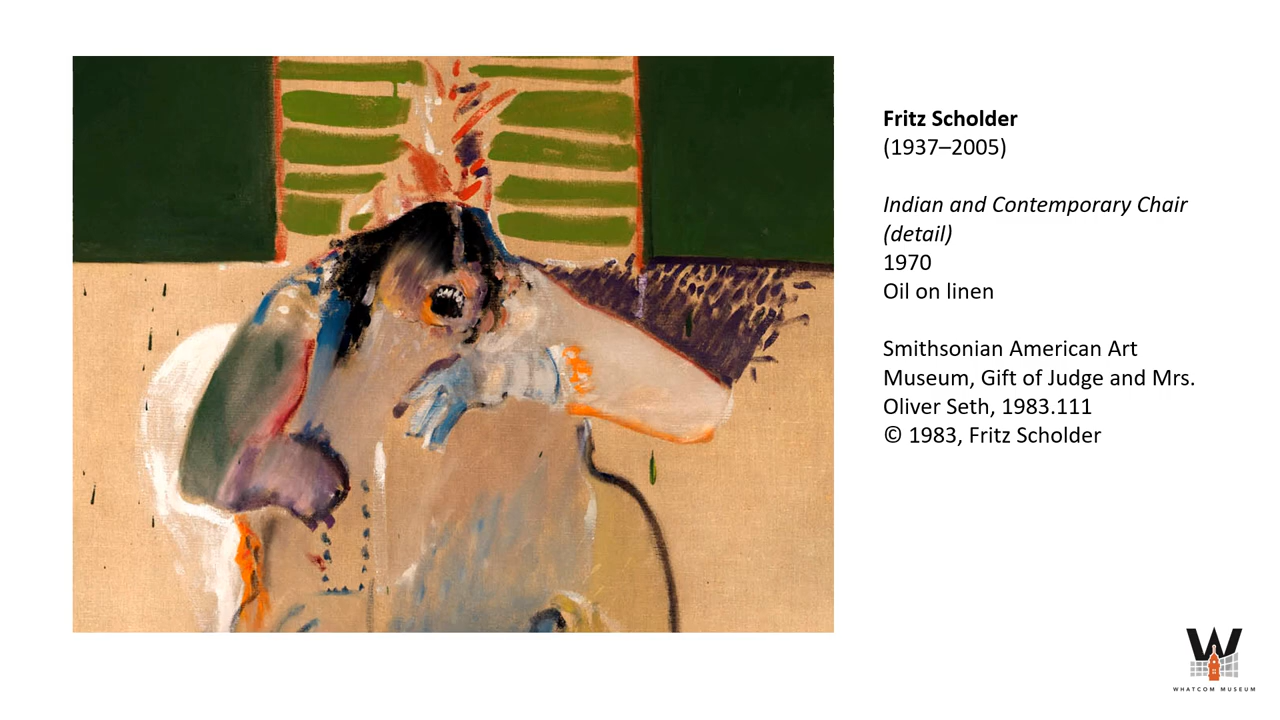 Fritz Scholder
(1937–2005)
Indian and Contemporary Chair
(detail)
1970
Oil on linen
Smithsonian American Art
Museum, Gift of Judge and Mrs.
Oliver Seth, 1983.111
© 1983, Fritz Scholder
W
WHATCOM MUSEUM